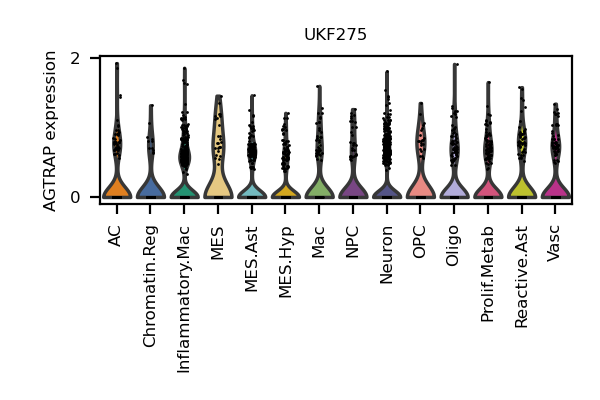 UKF275
AGTRAP expression
2
0
AC
Chromatin.Reg
Inflammatory.Mac
MES
MES.Ast
MES.Hyp
Mac
NPC
Neuron
OPC
Oligo
Prolif.Metab
Reactive.Ast
Vasc